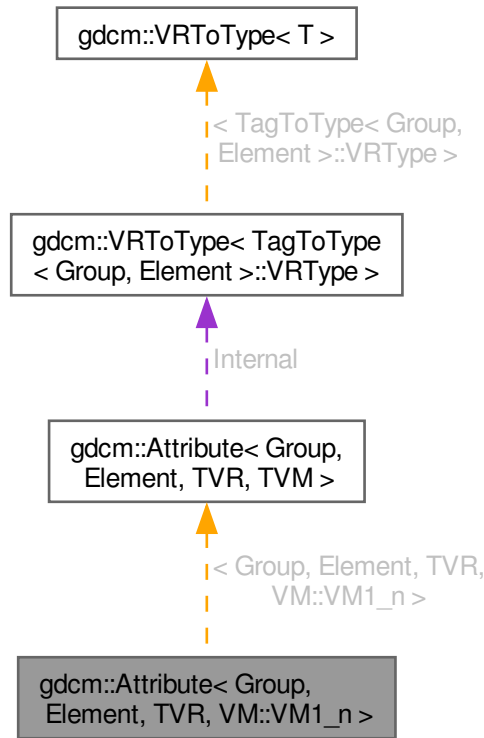 gdcm::VRToType< T >
< TagToType< Group,
Element >::VRType >
gdcm::VRToType< TagToType
< Group, Element >::VRType >
Internal
gdcm::Attribute< Group,
Element, TVR, TVM >
< Group, Element, TVR,
VM::VM1_n >
gdcm::Attribute< Group,
Element, TVR, VM::VM1_n >